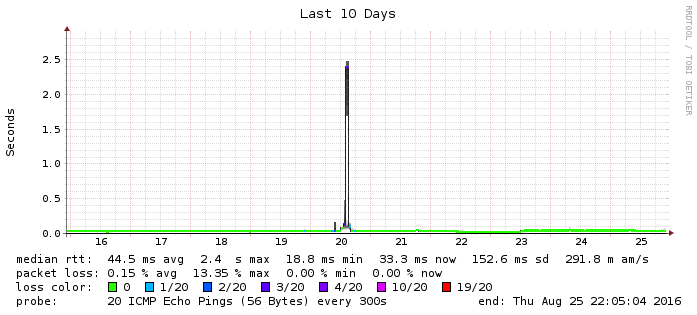 Last 10 Days
RRDTOOL / TOBI OETIKER
Seconds
2.5
2.0
1.5
1.0
0.5
0.0
16 17 18 19 20 21 22 23 24 25
median rtt: 44.5 ms avg 2.4 s max 18.8 ms min 33.3 ms now 152.6 ms sd 291.8 m am/s
packet loss: 0.15 % avg 13.35 % max 0.00 % min 0.00 % now
loss color: 0 1/20 2/20 3/20 4/20 10/20 19/20
probe: 20 ICMP Echo Pings (56 Bytes) every 300s end: Thu Aug 25 22:05:04 2016